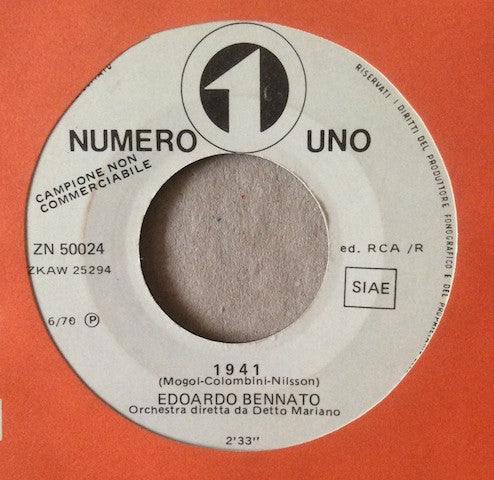 1
NUMERO UNO
CAMPIONE NON
COMMERCIABILE
RISERVATI I DIRITTI DEL PRODUTTORE FONOGRAFICO E DEL
ZN 50024
ed. RCA /R
ZKAW 25294
SIAE
6/70 P
1941
(Mogol-Colombini-Nilsson)
EDOARDO BENNATO
Orchestra diretta da Detto Mariano
2'33"